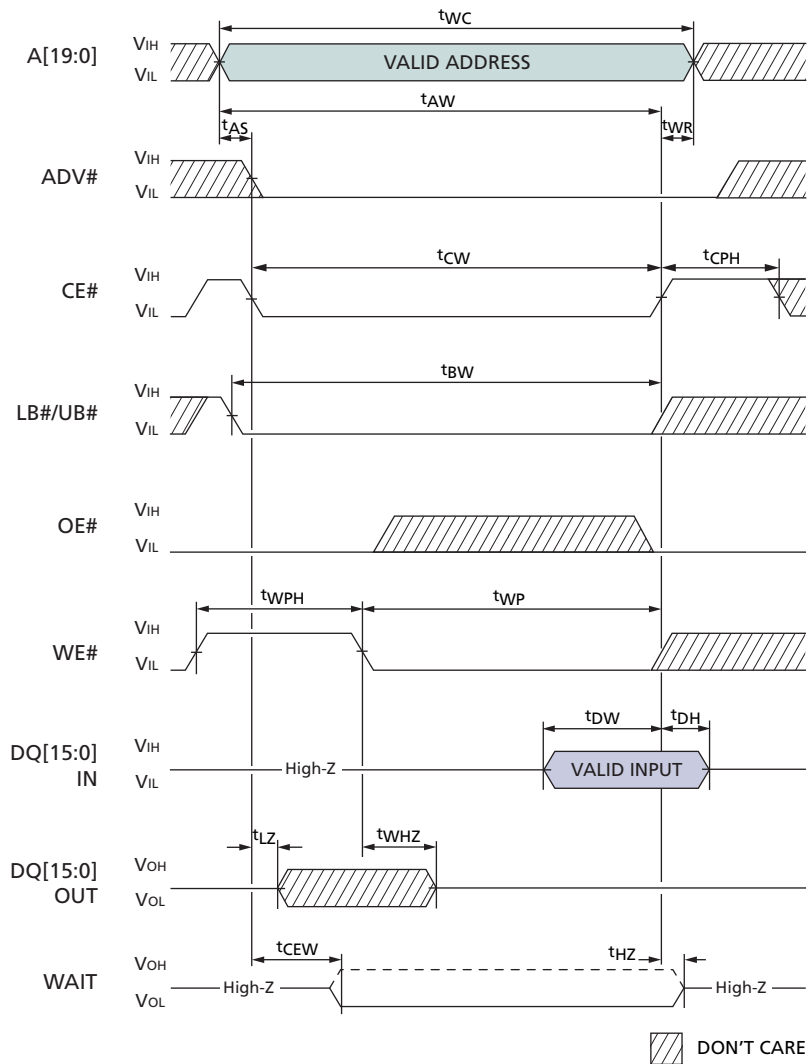 tWC
A[19:0] VIH VIL VALID ADDRESS
tAW
tAS tWR
ADV# VIH VIL
tCW tCPH
CE# VIH VIL
tBW
LB#/UB# VIH VIL
OE# VIH VIL
tWPH tWP
WE# VIH VIL
tDW tDH
DQ[15:0] IN VIH VIL High-Z VALID INPUT
tLZ tWHZ
DQ[15:0] OUT VOH VOL
tCEW tHZ
WAIT VOH VOL High-Z High-Z
DON'T CARE